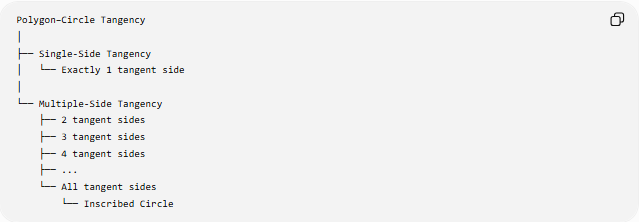 Polygon–Circle Tangency
│
├── Single-Side Tangency
│   └── Exactly 1 tangent side
│
└── Multiple-Side Tangency
    ├── 2 tangent sides
    ├── 3 tangent sides
    ├── 4 tangent sides
    ├── ...
    └── All tangent sides
        └── Inscribed Circle